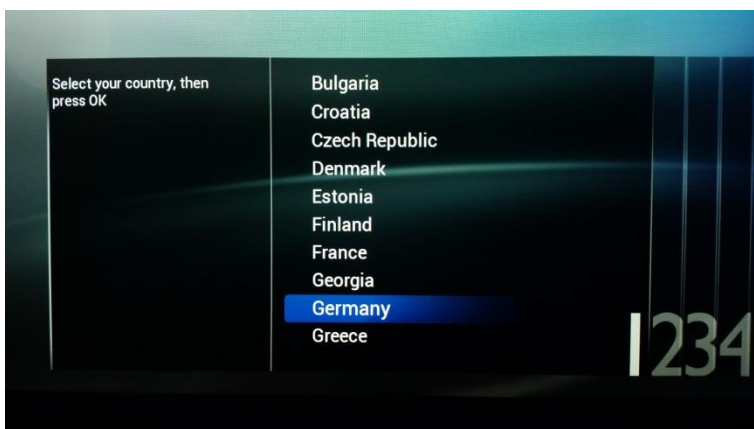 Select your country, then
press OK
Bulgaria
Croatia
Czech Republic
Denmark
Estonia
Finland
France
Georgia
Germany
Greece
1234